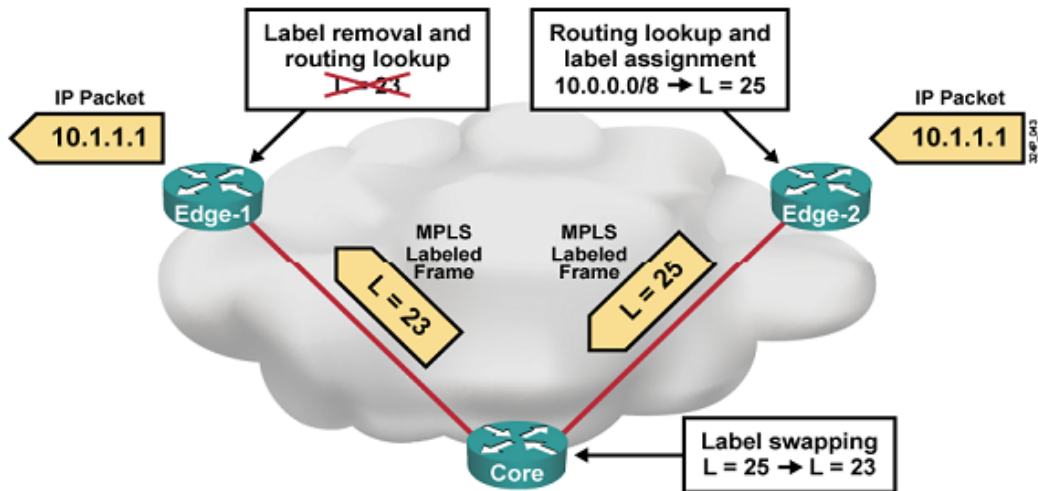 Label removal and
routing lookup
L = 23
Routing lookup and
label assignment
10.0.0.0/8 → L = 25
IP Packet
10.1.1.1
IP Packet
10.1.1.1
Edge-1
Edge-2
MPLS
Labeled
Frame
L = 23
MPLS
Labeled
Frame
L = 25
Core
Label swapping
L = 25 → L = 23